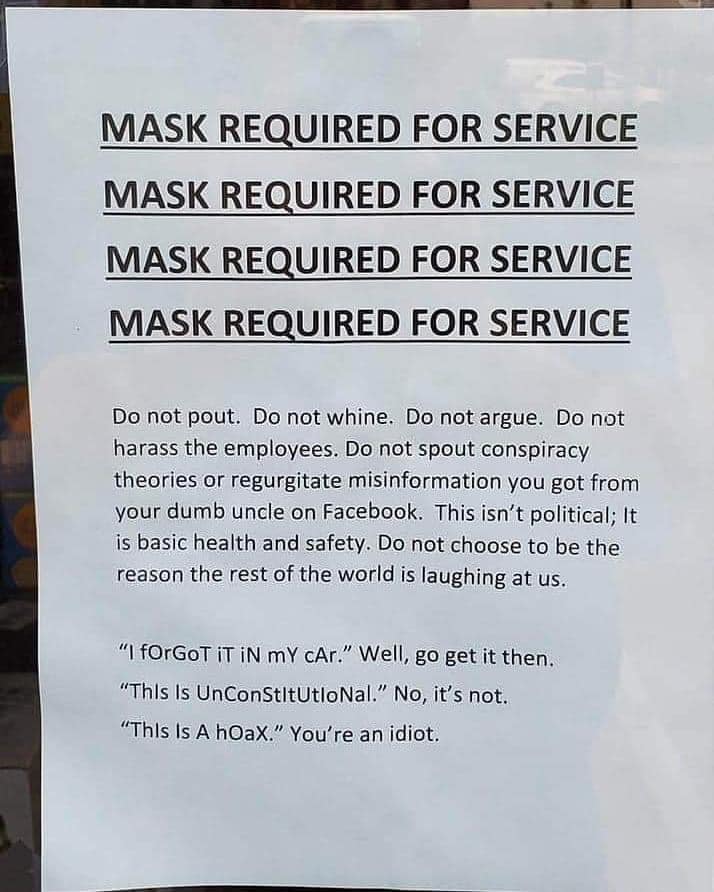 MASK REQUIRED FOR SERVICE
MASK REQUIRED FOR SERVICE
MASK REQUIRED FOR SERVICE
MASK REQUIRED FOR SERVICE
Do not pout. Do not whine. Do not argue. Do not
harass the employees. Do not spout conspiracy
theories or regurgitate misinformation you got from
your dumb uncle on Facebook. This isn't political; It
is basic health and safety. Do not choose to be the
reason the rest of the world is laughing at us.
“I fOrGoT iT iN mY cAr.” Well, go get it then.
“ThIs Is UnConStItUtIoNal.” No, it's not.
“ThIs Is A hOaX.” You're an idiot.